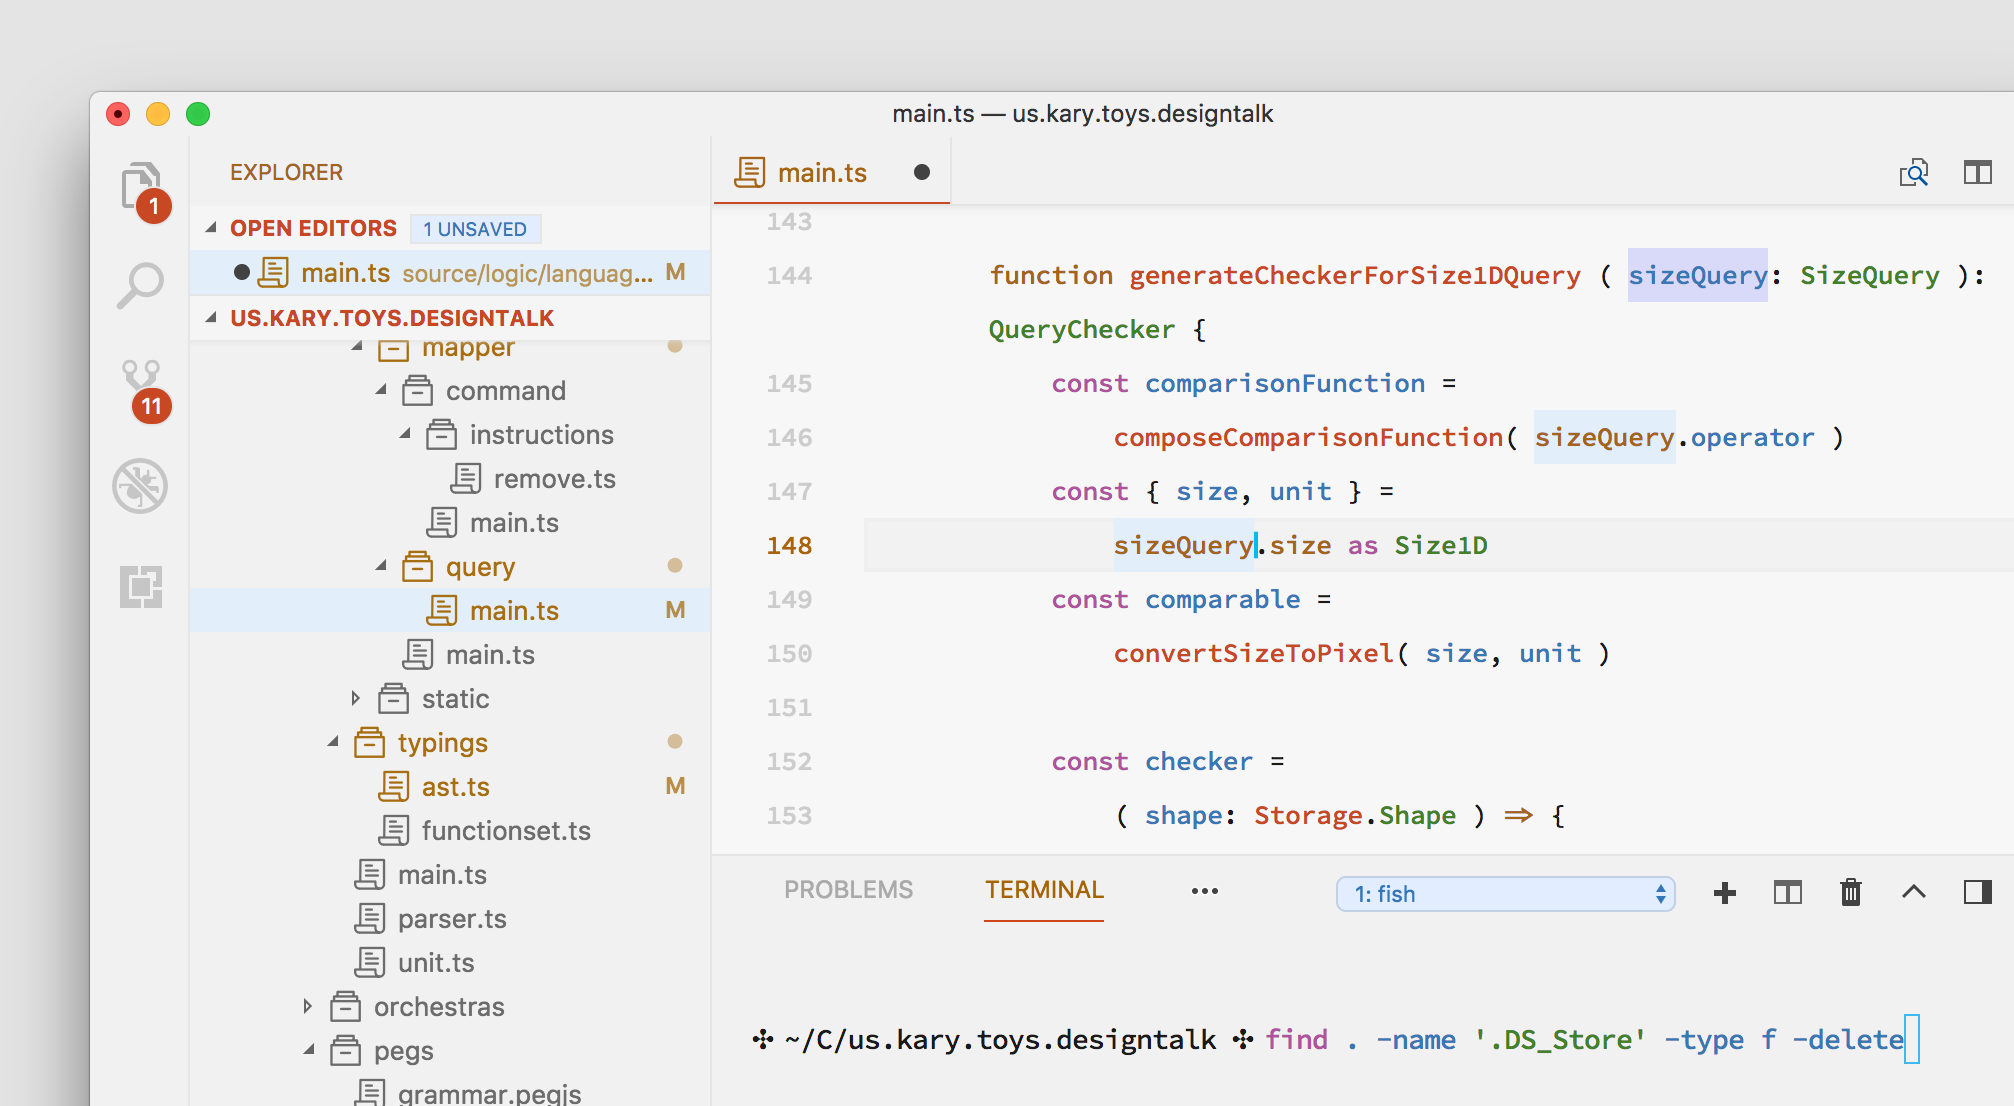 main.ts — us.kary.toys.designtalk
1
11
EXPLORER
OPEN EDITORS 1 UNSAVED
main.ts source/logic/languag... M
US.KARY.TOYS.DESIGNTALK
mapper
command
instructions
remove.ts
main.ts
query
main.ts M
main.ts
static
typings
ast.ts M
functionset.ts
main.ts
parser.ts
unit.ts
orchestras
pegs
grammar.pegjs
main.ts
143
144 function generateCheckerForSize1DQuery ( sizeQuery: SizeQuery ):
QueryChecker {
145 const comparisonFunction =
146 composeComparisonFunction( sizeQuery.operator )
147 const { size, unit } =
148 sizeQuery.size as Size1D
149 const comparable =
150 convertSizeToPixel( size, unit )
151
152 const checker =
153 ( shape: Storage.Shape ) => {
PROBLEMS TERMINAL ••• 1: fish
✣ ~/C/us.kary.toys.designtalk ✣ find . -name '.DS_Store' -type f -delete